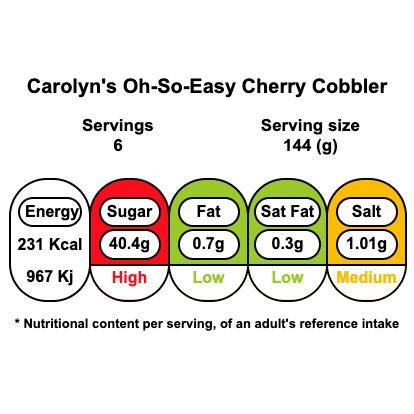 Carolyn's Oh-So-Easy Cherry Cobbler
Servings Serving size
6 144 (g)
Energy Sugar Fat Sat Fat Salt
231 Kcal 40.4g 0.7g 0.3g 1.01g
967 Kj High Low Low Medium
* Nutritional content per serving, of an adult's reference intake